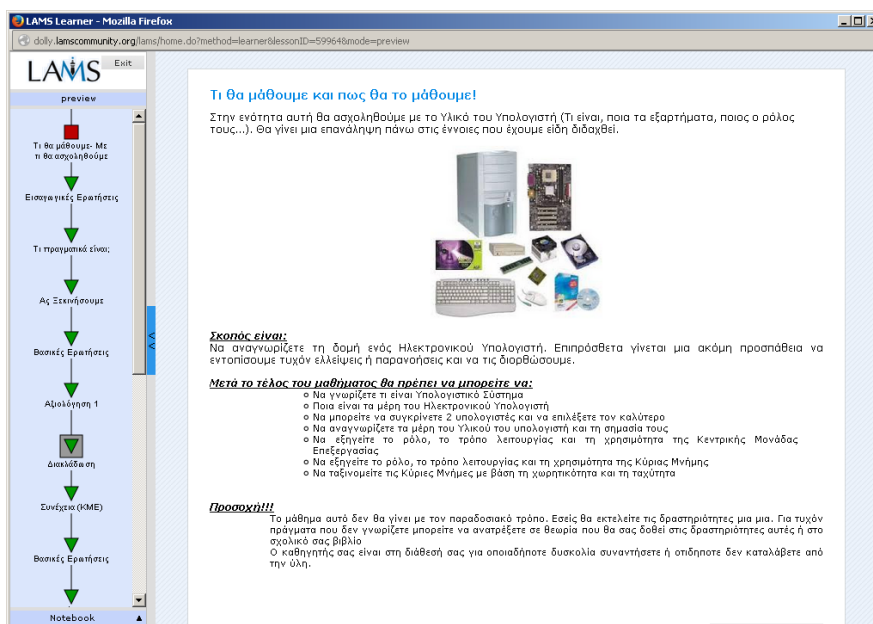 LAMS Learner - Mozilla Firefox
dolly.lamscommunity.org/lams/home.do?method=learner&lessonID=59964&mode=preview
LAMS
Exit
preview
Τι θα μάθουμε- Με
τι θα ασχοληθούμε
Εισαγωγικές Ερωτήσεις
Τι πραγματικά είναι;
Ας Ξεκινήσουμε
Βασικές Ερωτήσεις
Αξιολόγηση 1
Διακλάδωση
Συνέχεια (ΚΜΕ)
Βασικές Ερωτήσεις
Notebook
Τι θα μάθουμε και πως θα το μάθουμε!
Στην ενότητα αυτή θα ασχοληθούμε με το Υλικό του Υπολογιστή (Τι είναι, ποια τα εξαρτήματα, ποιος ο ρόλος
τους...). Θα γίνει μια επανάληψη πάνω στις έννοιες που έχουμε είδη διδαχθεί.
Σκοπός είναι:
Να αναγνωρίζετε τη δομή ενός Ηλεκτρονικού Υπολογιστή. Επιπρόσθετα γίνεται μια ακόμη προσπάθεια να
εντοπίσουμε τυχόν ελλείψεις ή παρανοήσεις και να τις διορθώσουμε.
Μετά το τέλος του μαθήματος θα πρέπει να μπορείτε να:
Να γνωρίζετε τι είναι Υπολογιστικό Σύστημα
Ποια είναι τα μέρη του Ηλεκτρονικού Υπολογιστή
Να μπορείτε να συγκρίνετε 2 υπολογιστές και να επιλέξετε τον καλύτερο
Να αναγνωρίζετε τα μέρη του Υλικού του υπολογιστή και τη σημασία τους
Να εξηγείτε το ρόλο, το τρόπο λειτουργίας και τη χρησιμότητα της Κεντρικής Μονάδας
Επεξεργασίας
Να εξηγείτε το ρόλο, το τρόπο λειτουργίας και τη χρησιμότητα της Κύριας Μνήμης
Να ταξινομείτε τις Κύριες Μνήμες με βάση τη χωρητικότητα και τη ταχύτητα
Προσοχή!!!
Το μάθημα αυτό δεν θα γίνει με τον παραδοσιακό τρόπο. Εσείς θα εκτελείτε τις δραστηριότητες μια μια. Για τυχόν
πράγματα που δεν γνωρίζετε μπορείτε να ανατρέξετε σε θεωρία που θα σας δοθεί στις δραστηριότητες αυτές ή στο
σχολικό σας βιβλίο
Ο καθηγητής σας είναι στη διάθεσή σας για οποιαδήποτε δυσκολία συναντήσετε ή οτιδηποτε δεν καταλάβετε από
την ύλη.